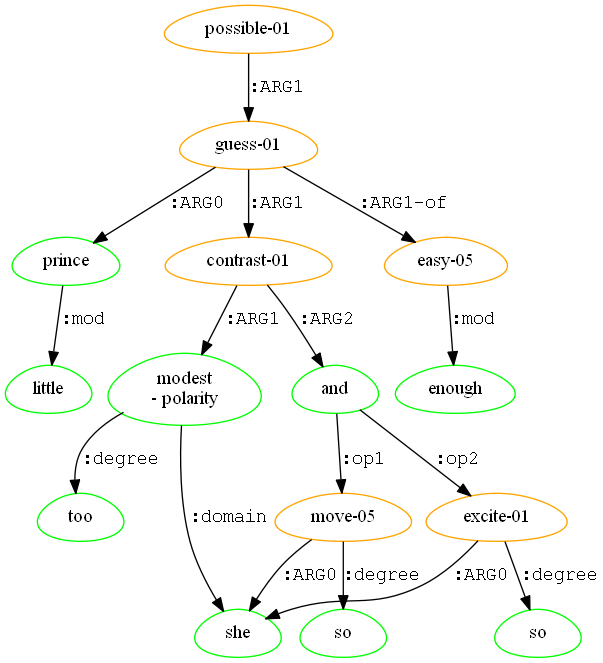 possible-01
:ARG1
guess-01
:ARG0 :ARG1 :ARG1-of
prince contrast-01 easy-05
:mod :ARG1 :ARG2 :mod
little modest - polarity and enough
:degree :domain :op1 :op2
too move-05 excite-01
:ARG0 :degree :ARG0 :degree
she so so